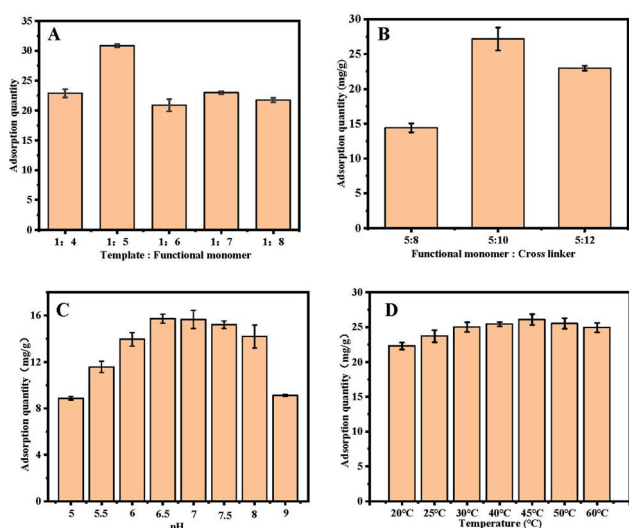 A
Adsorption quantity (mg/g)
35
30
25
20
15
10
5
0
1：4 1：5 1：6 1：7 1：8
Template : Functional monomer
B
Adsorption quantity (mg/g)
30
25
20
15
10
5
0
5:8 5:10 5:12
Functional monomer : Cross linker
C
Adsorption quantity（mg/g）
16
12
8
4
0
5 5.5 6 6.5 7 7.5 8 9
pH
D
Adsorption quantity（mg/g）
30
25
20
15
10
5
0
20℃ 25℃ 30℃ 40℃ 45℃ 50℃ 60℃
Temperature (℃)